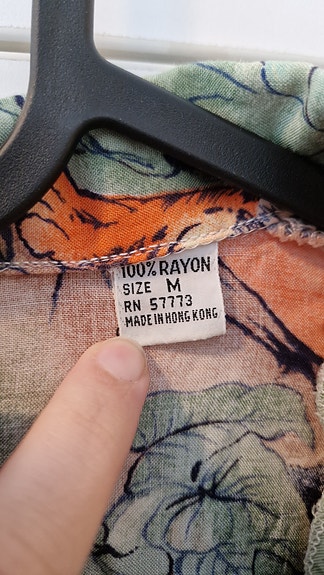 100% RAYON
SIZE M
RN 57773
MADE IN HONG KONG